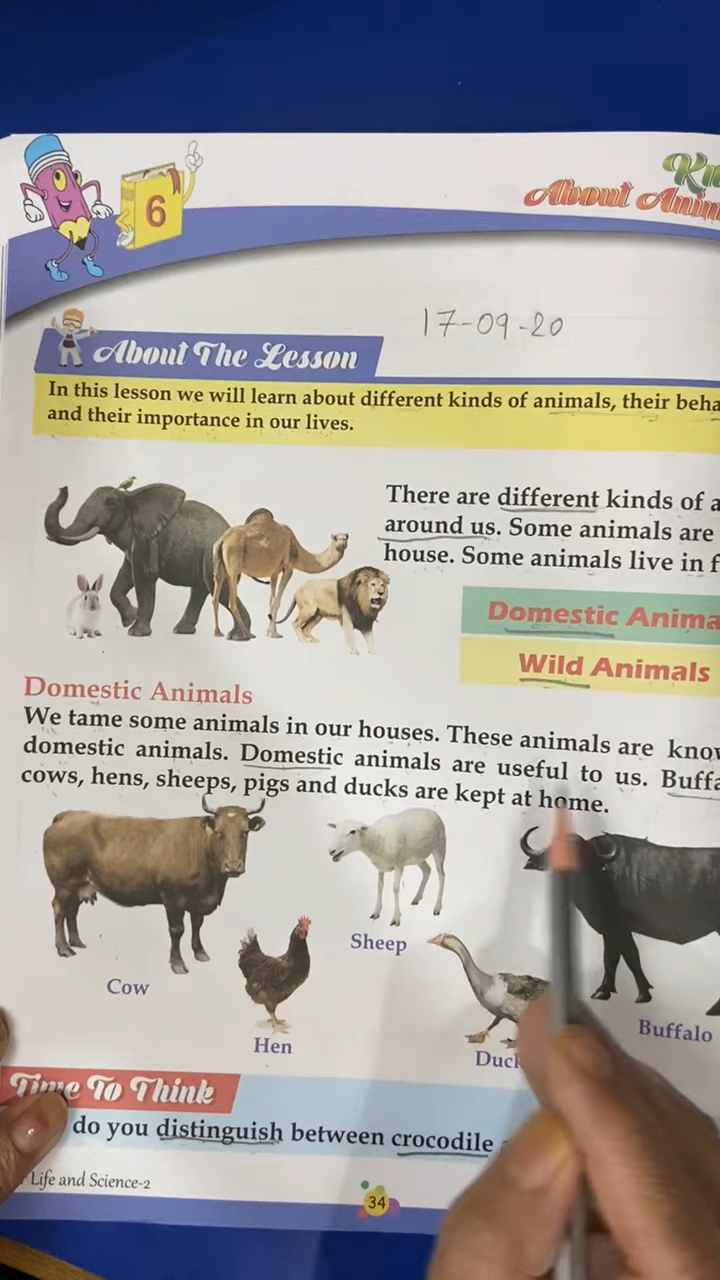 6
About Anim
17-09-20
About The Lesson
In this lesson we will learn about different kinds of animals, their beha
and their importance in our lives.
There are different kinds of a
around us. Some animals are
house. Some animals live in f
Domestic Anima
Wild Animals
Domestic Animals
We tame some animals in our houses. These animals are know
domestic animals. Domestic animals are useful to us. Buffa
cows, hens, sheeps, pigs and ducks are kept at home.
Cow
Hen
Sheep
Duck
Buffalo
Time To Think
do you distinguish between crocodile
Life and Science-2
34